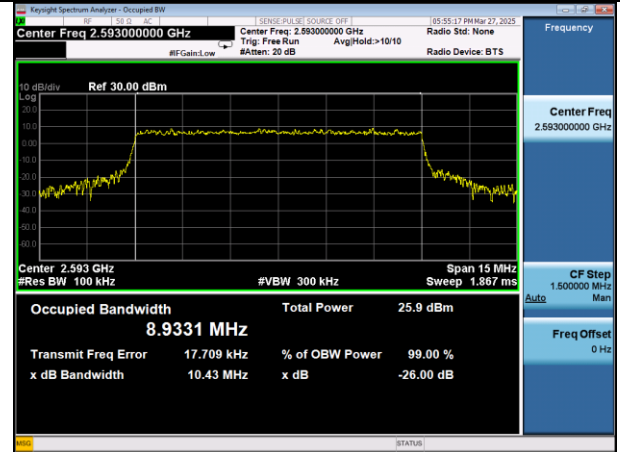 Keysight Spectrum Analyzer - Occupied BW
RF 50 Ω AC SENSE:PULSE SOURCE OFF 05:55:17 PM Mar 27, 2025
Center Freq 2.593000000 GHz Center Freq: 2.593000000 GHz Radio Std: None Frequency
Trig: Free Run Avg|Hold:>10/10
#IFGain:Low #Atten: 20 dB Radio Device: BTS
10 dB/div Ref 30.00 dBm
Log
20.0
10.0
0.00
-10.0
-20.0
-30.0
-40.0
-50.0
-60.0
Center 2.593 GHz Span 15 MHz
#Res BW 100 kHz #VBW 300 kHz Sweep 1.867 ms
Occupied Bandwidth Total Power 25.9 dBm
8.9331 MHz
Transmit Freq Error 17.709 kHz % of OBW Power 99.00 %
x dB Bandwidth 10.43 MHz x dB -26.00 dB
Center Freq
2.593000000 GHz
CF Step
1.500000 MHz
Auto Man
Freq Offset
0 Hz
MSG STATUS